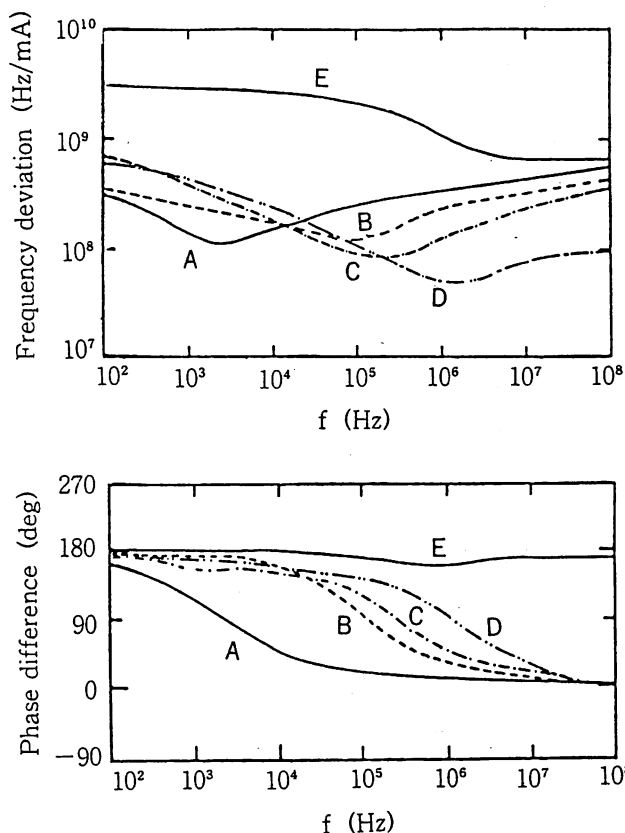 Frequency deviation (Hz/mA)
10¹⁰
10⁹
10⁸
10⁷
E
B
A
C
D
10² 10³ 10⁴ 10⁵ 10⁶ 10⁷ 10⁸
f (Hz)
Phase difference (deg)
270
180
90
0
−90
E
D
C
B
A
10² 10³ 10⁴ 10⁵ 10⁶ 10⁷ 10⁸
f (Hz)